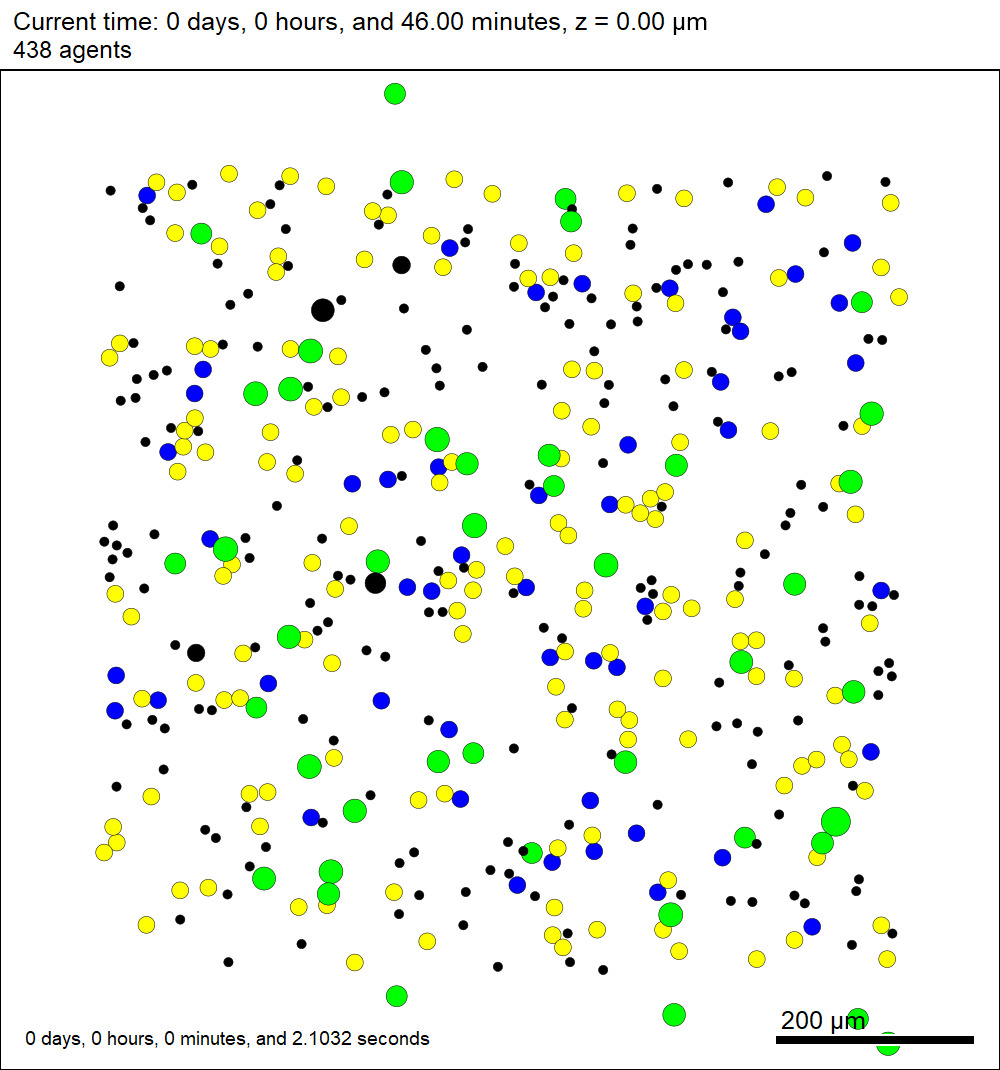 Current time: 0 days, 0 hours, and 46.00 minutes, z = 0.00 µm
438 agents
200 µm
0 days, 0 hours, 0 minutes, and 2.1032 seconds